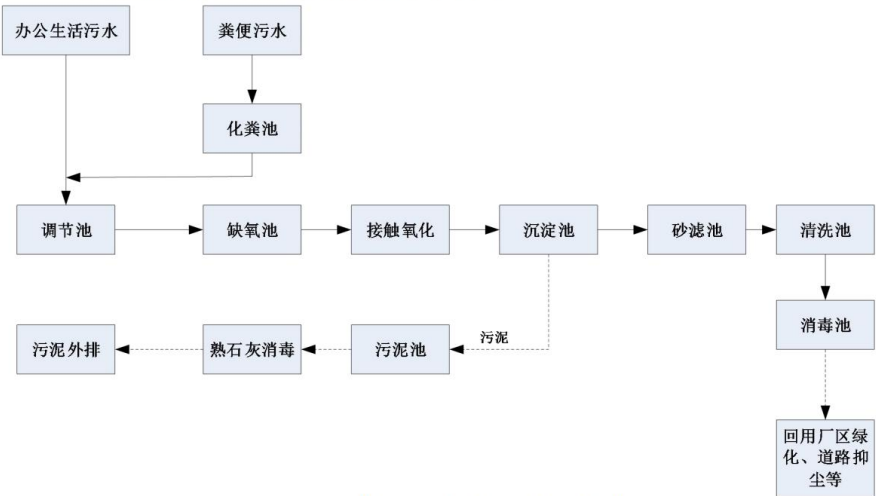 办公生活污水
粪便污水
化粪池
调节池
缺氧池
接触氧化
沉淀池
砂滤池
清洗池
污泥
消毒池
污泥外排
熟石灰消毒
污泥池
回用厂区绿
化、道路抑
尘等